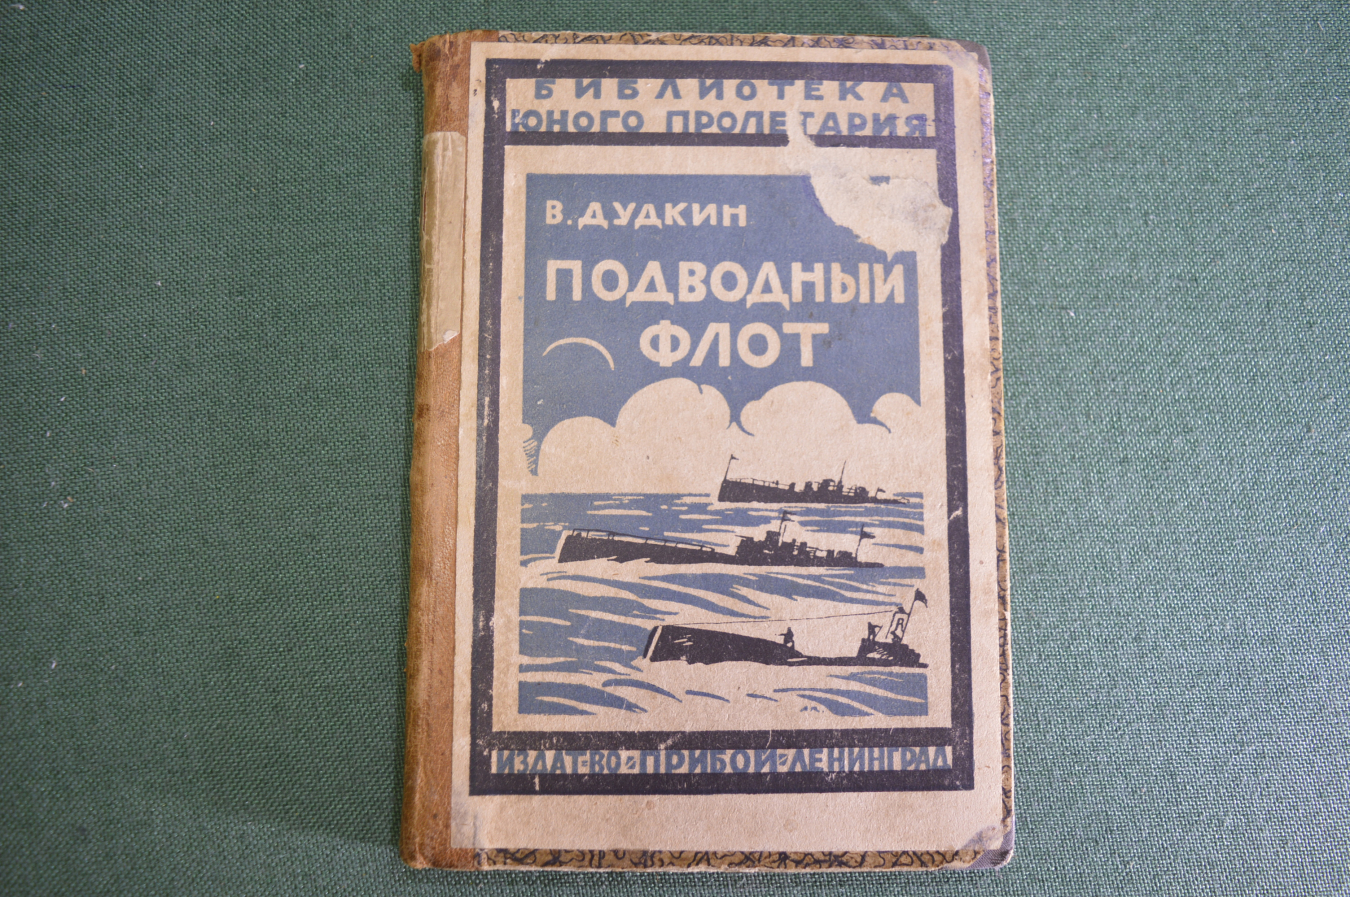 БИБЛИОТЕКА
ЮНОГО ПРОЛЕТАРИЯ
В. ДУДКИН
ПОДВОДНЫЙ
ФЛОТ
ИЗДАТ-ВО-ПРИБОЙ-ЛЕНИНГРАД